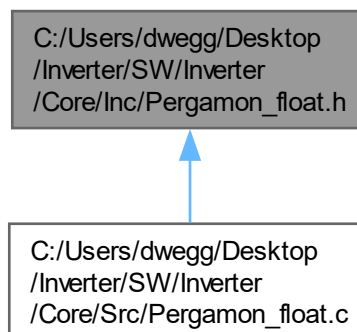 C:/Users/dwegg/Desktop
/Inverter/SW/Inverter
/Core/Inc/Pergamon_float.h
C:/Users/dwegg/Desktop
/Inverter/SW/Inverter
/Core/Src/Pergamon_float.c